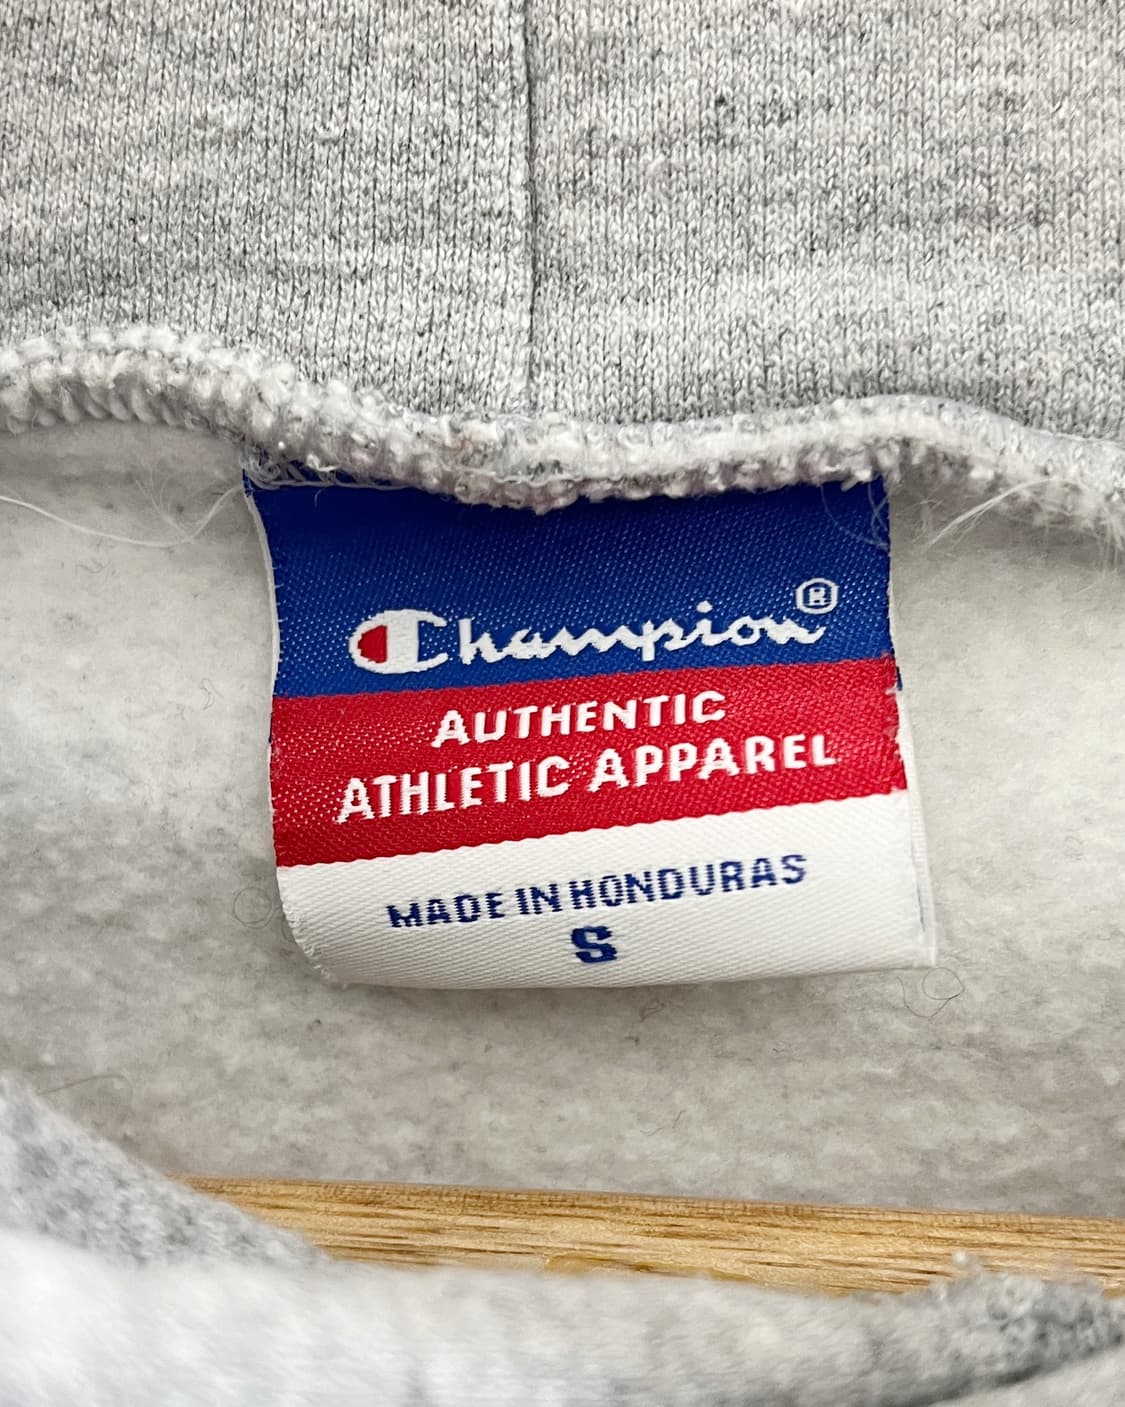 Champion®
AUTHENTIC
ATHLETIC APPAREL
MADE IN HONDURAS
S